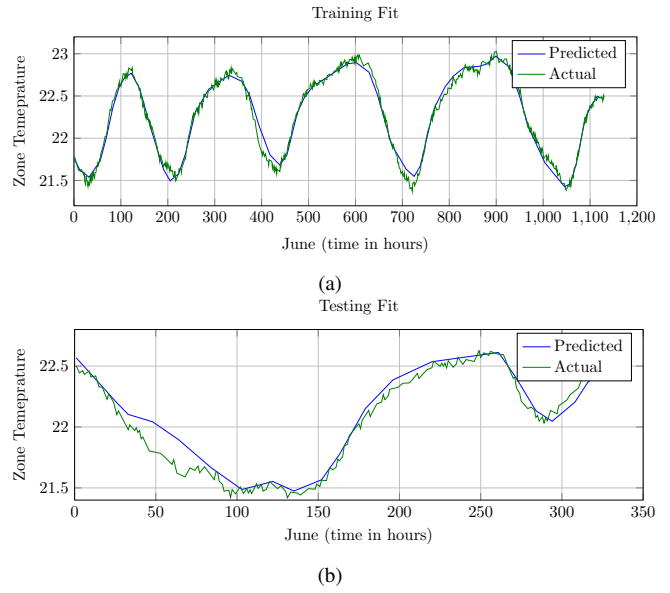 Training Fit
23
22.5
22
21.5
Zone Temeprature
Predicted
Actual
0 100 200 300 400 500 600 700 800 900 1,000 1,100 1,200
June (time in hours)
(a)
Testing Fit
22.5
22
21.5
Zone Temeprature
Predicted
Actual
0 50 100 150 200 250 300 350
June (time in hours)
(b)